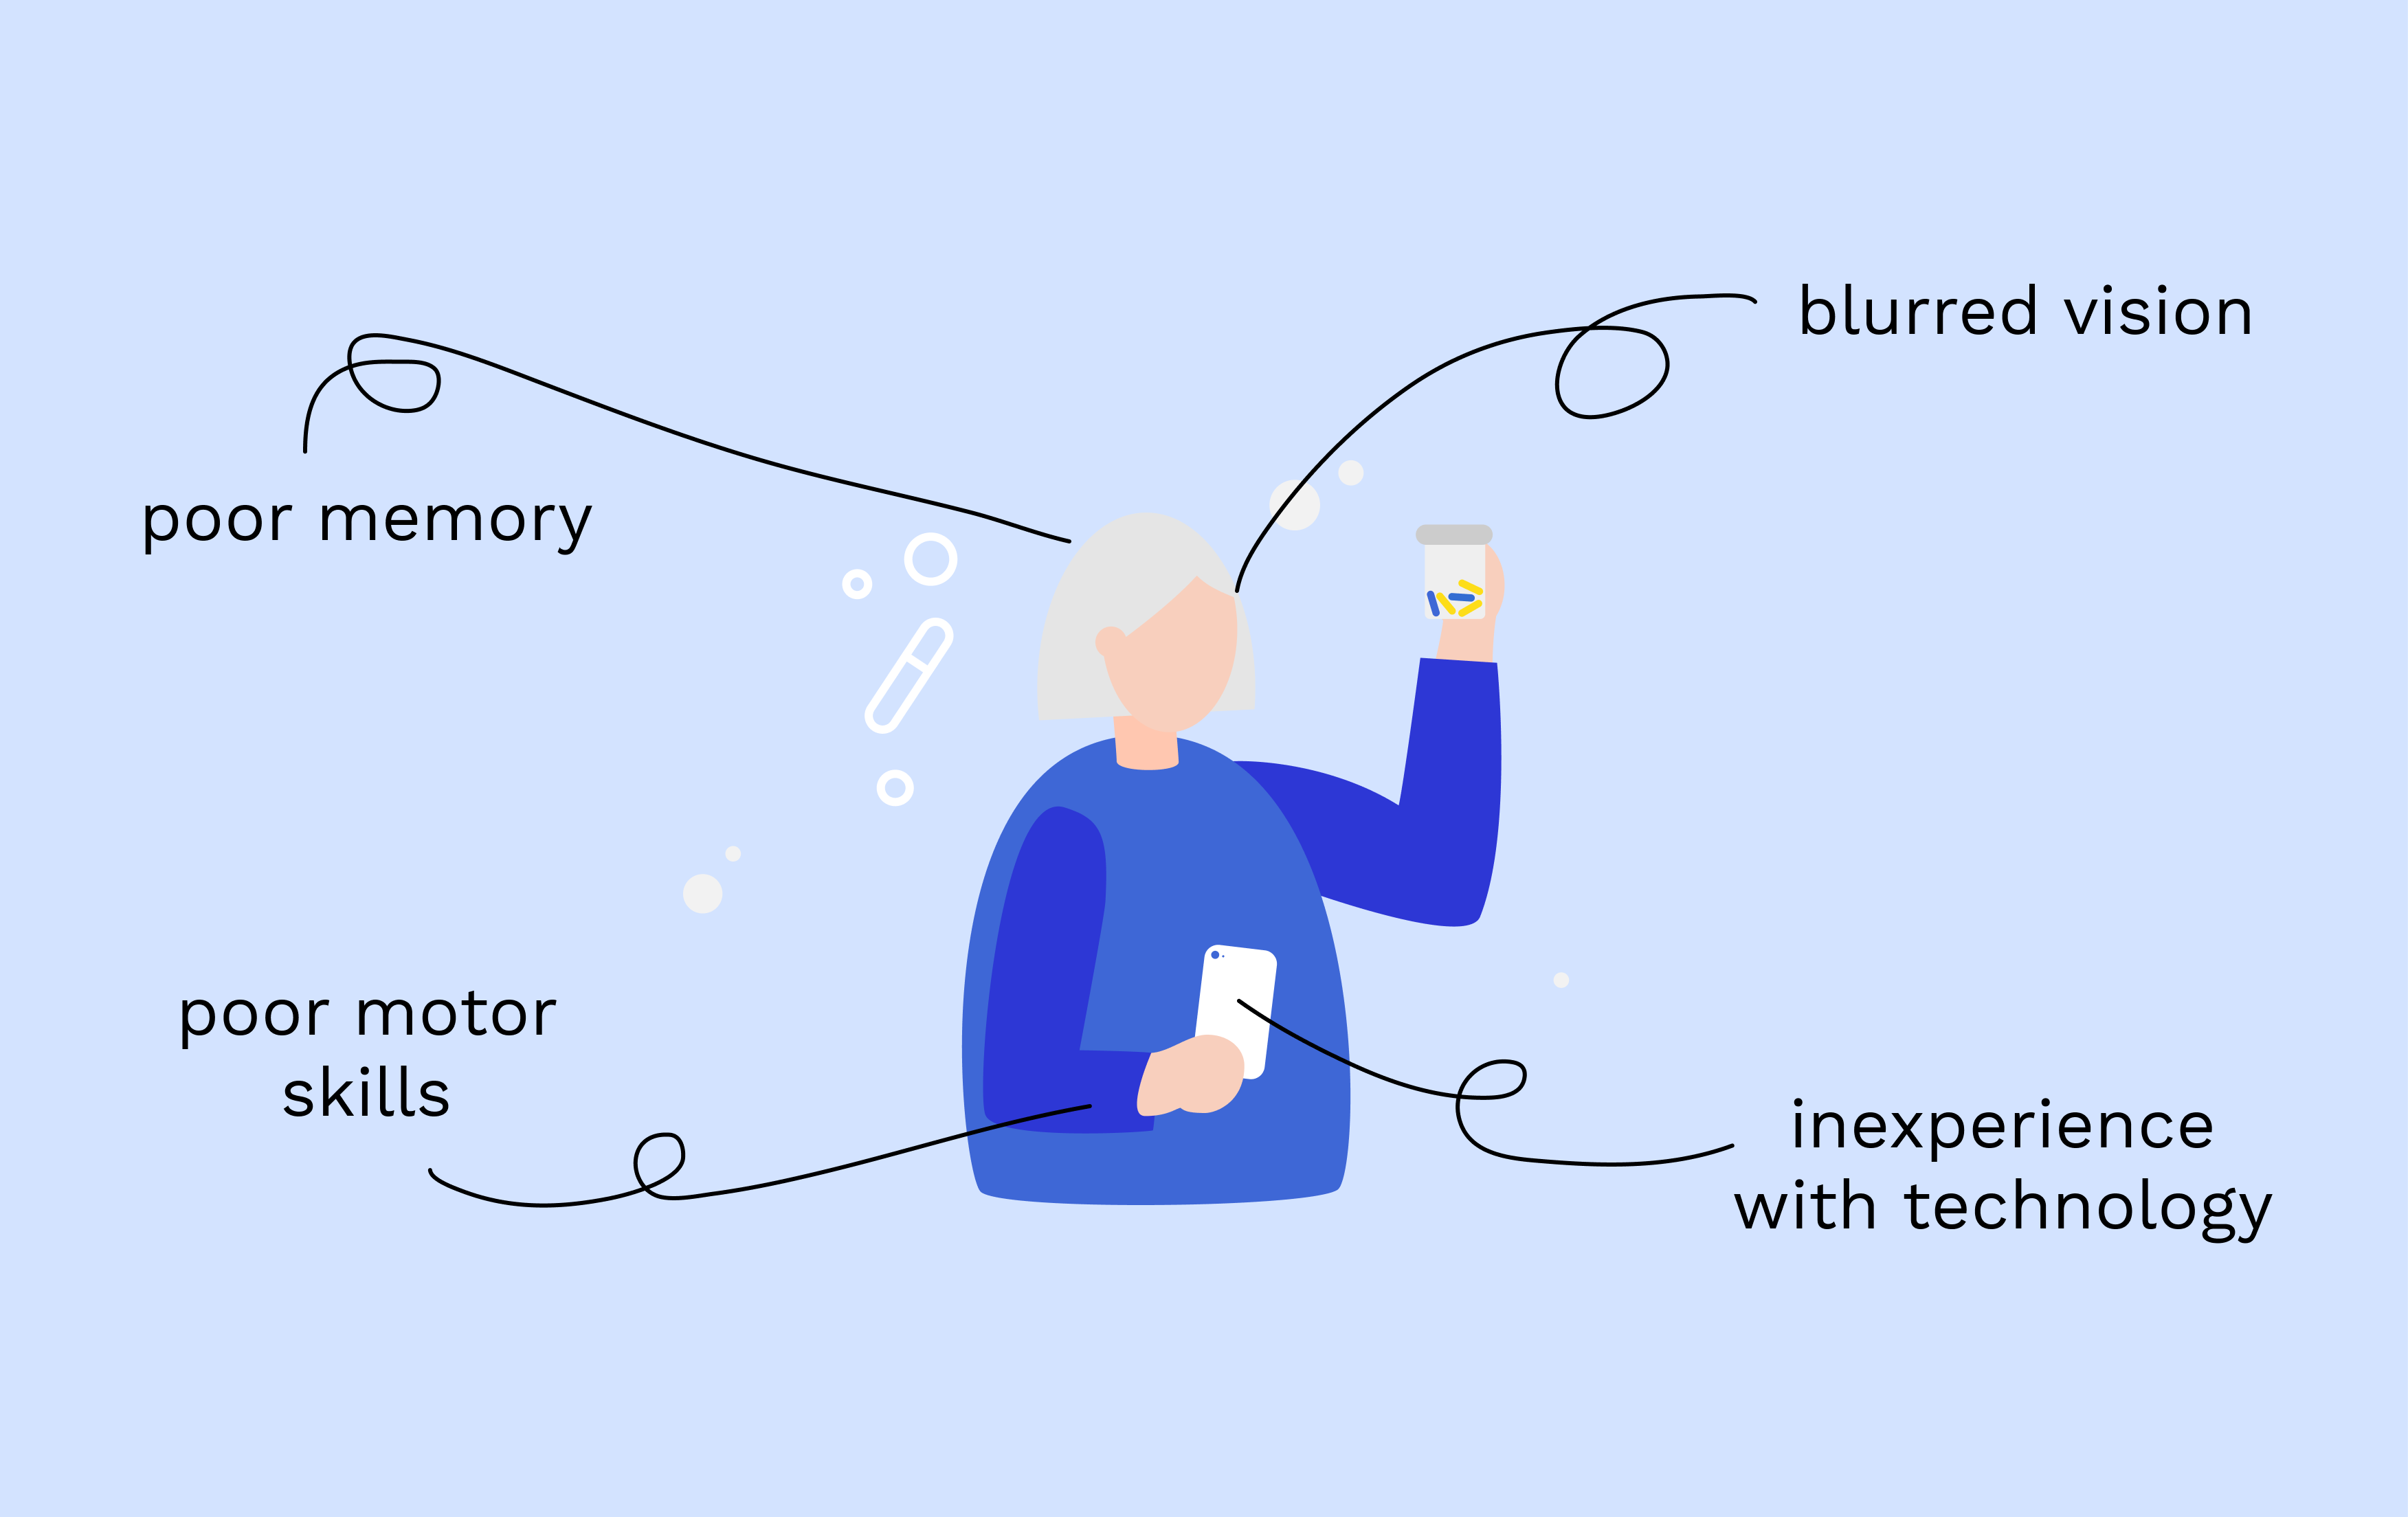 blurred vision
poor memory
poor motor
skills
inexperience
with technology